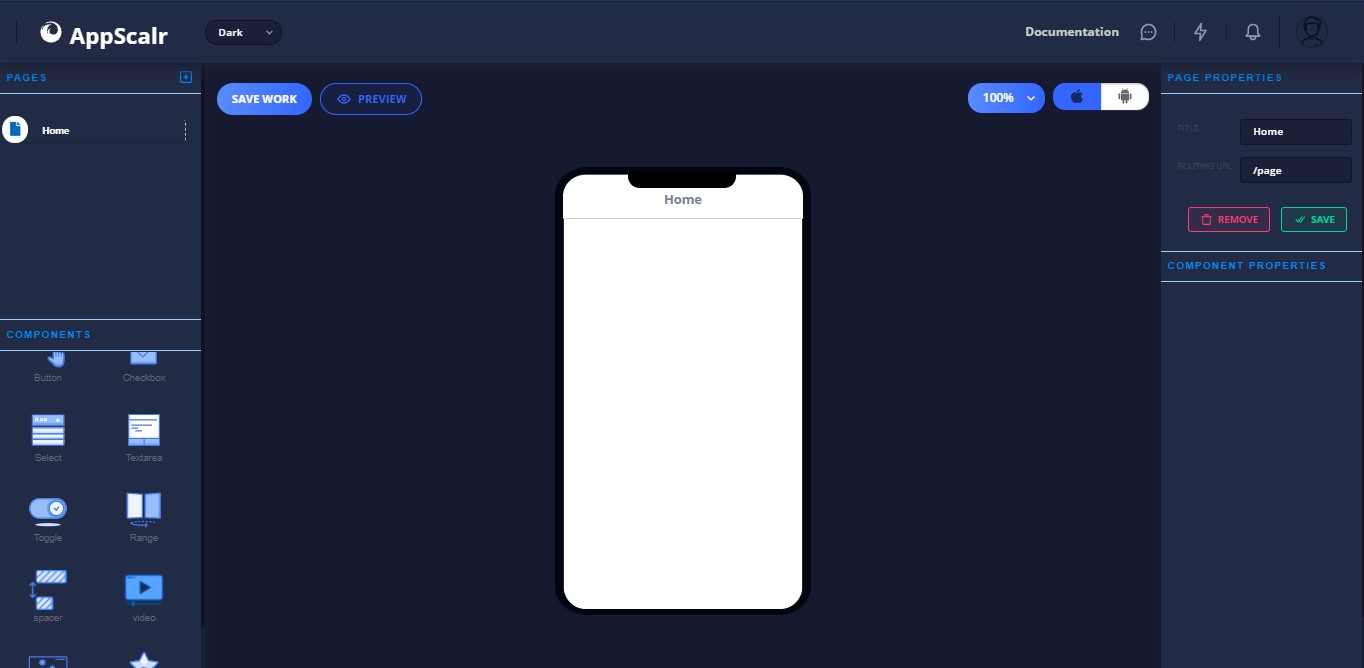 AppScalr
Dark
Documentation
PAGES
Home
COMPONENTS
Button
Checkbox
Select
Textarea
Toggle
Range
spacer
video
SAVE WORK
PREVIEW
100%
Home
PAGE PROPERTIES
TITLE
Home
ROUTING URL
/page
REMOVE
SAVE
COMPONENT PROPERTIES